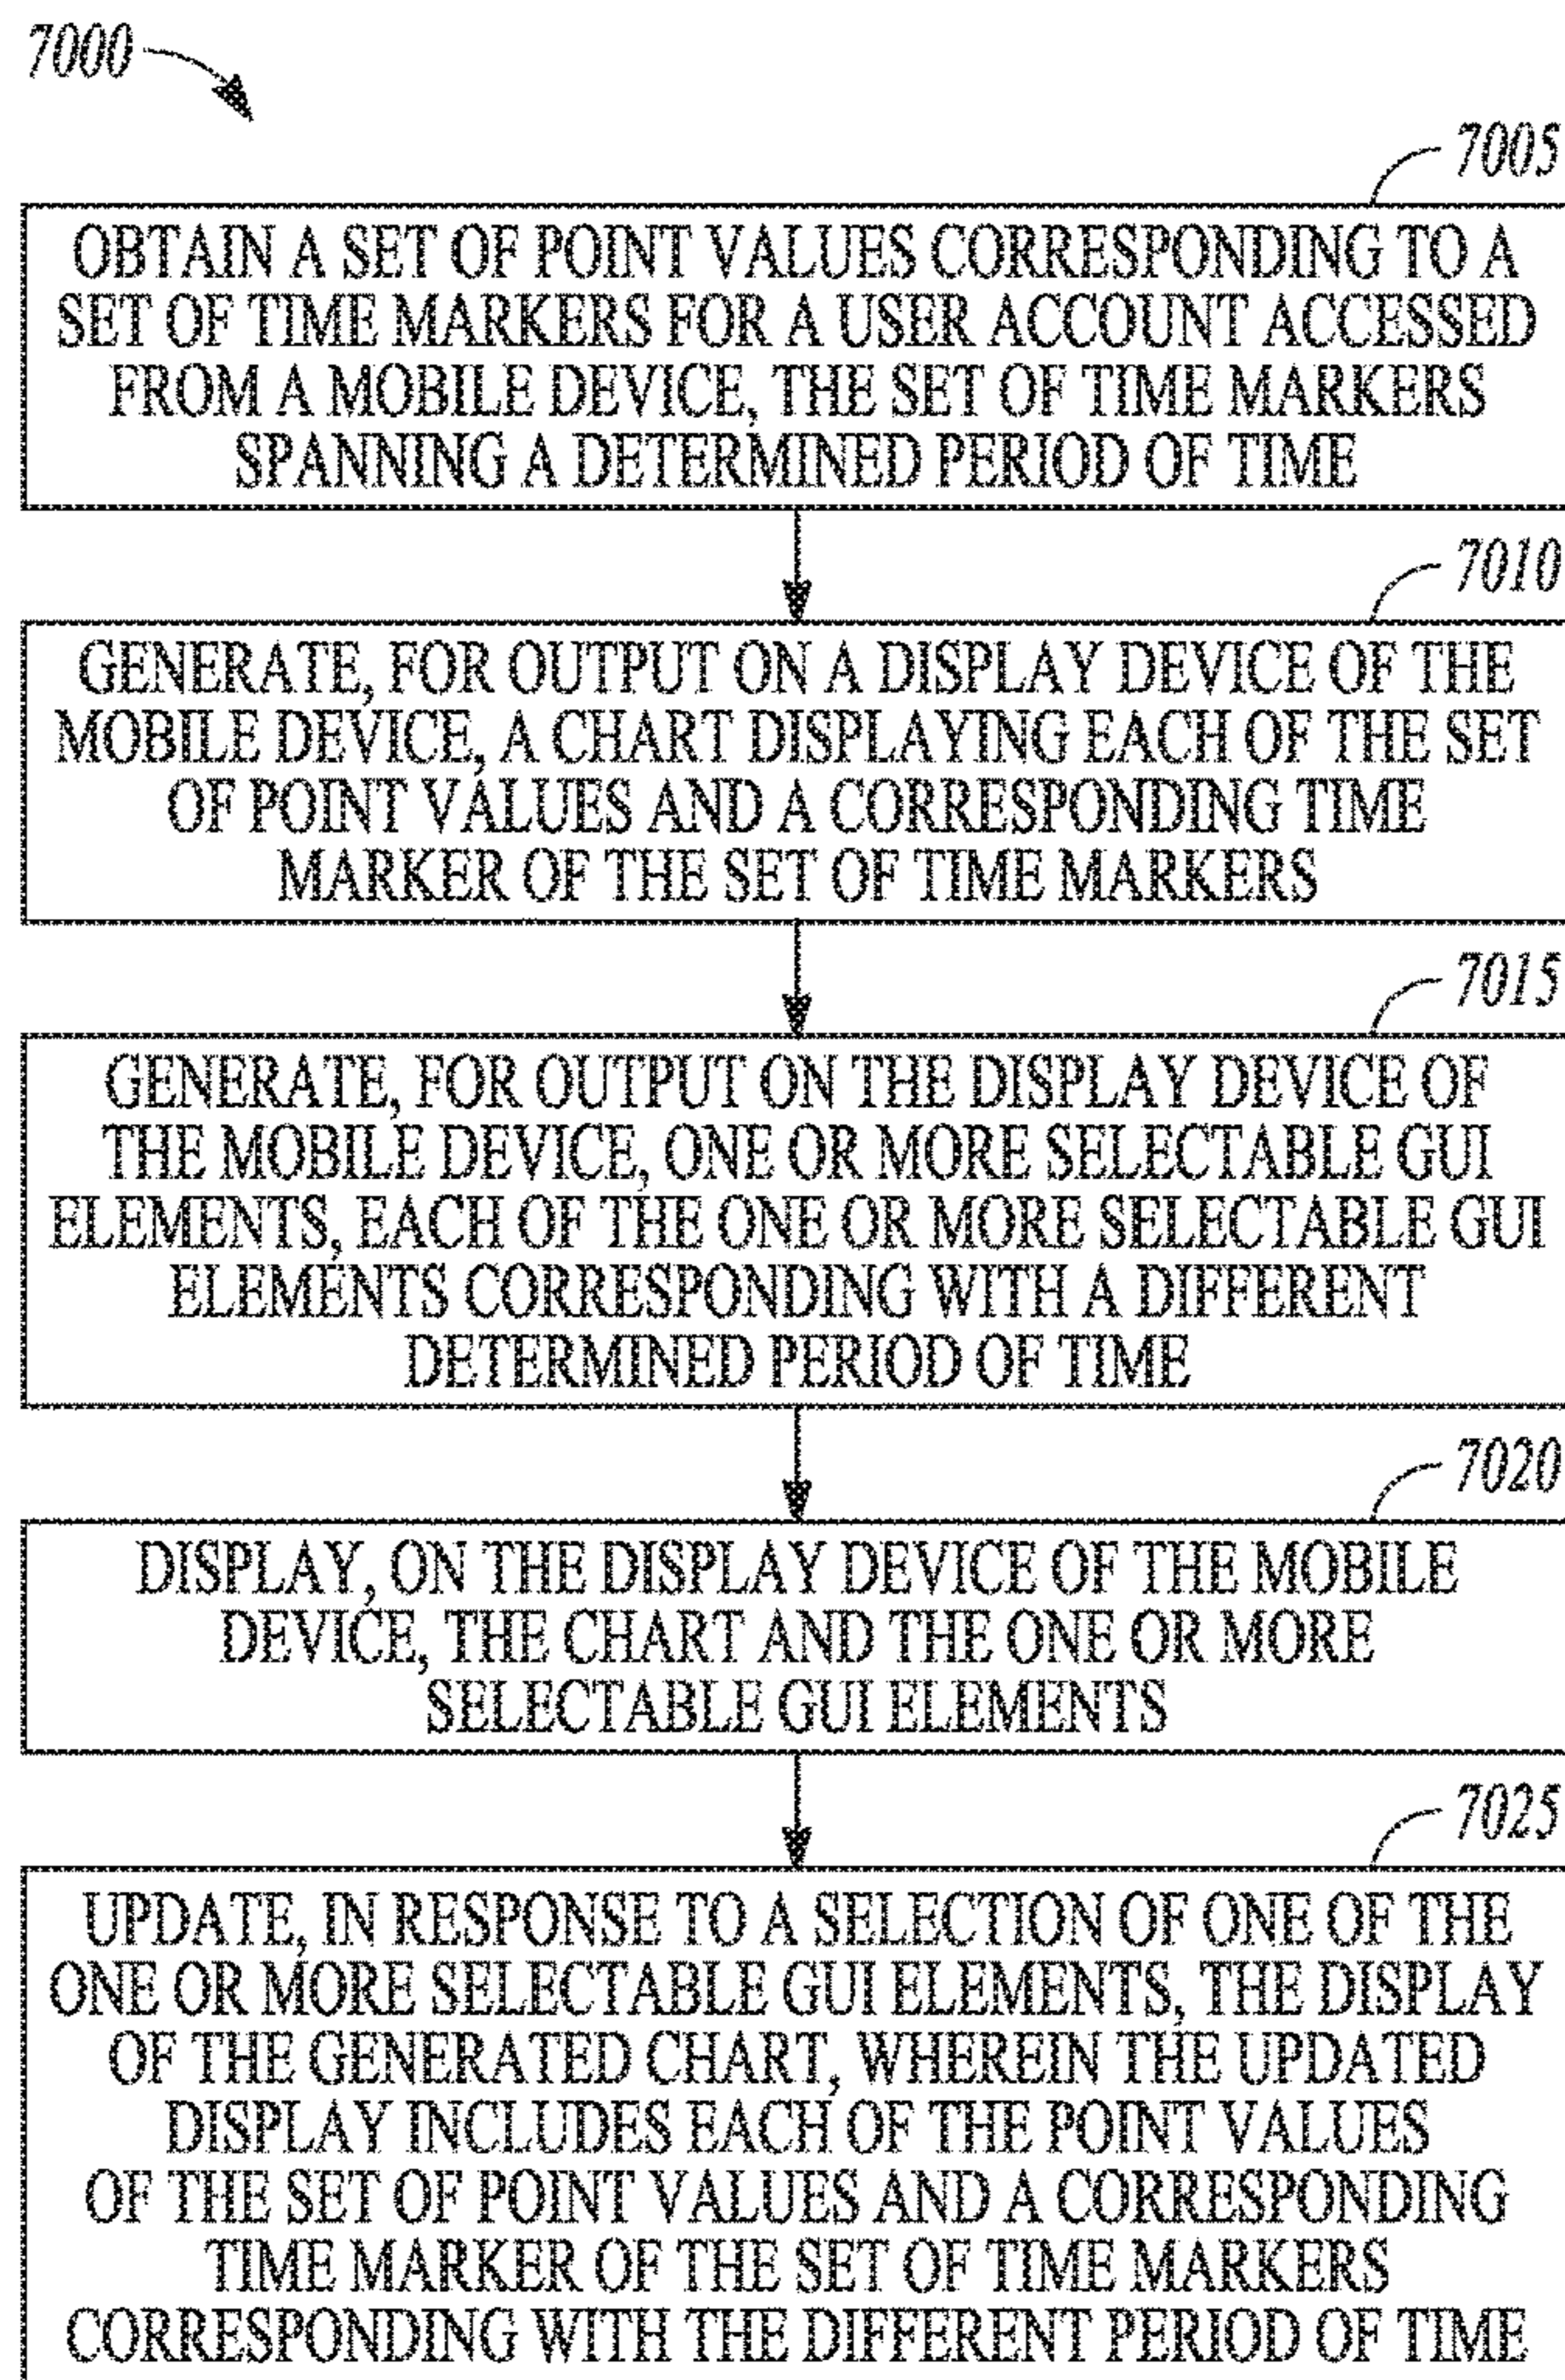 7000
7005
OBTAIN A SET OF POINT VALUES CORRESPONDING TO A
SET OF TIME MARKERS FOR A USER ACCOUNT ACCESSED
FROM A MOBILE DEVICE, THE SET OF TIME MARKERS
SPANNING A DETERMINED PERIOD OF TIME
7010
GENERATE, FOR OUTPUT ON A DISPLAY DEVICE OF THE
MOBILE DEVICE, A CHART DISPLAYING EACH OF THE SET
OF POINT VALUES AND A CORRESPONDING TIME
MARKER OF THE SET OF TIME MARKERS
7015
GENERATE, FOR OUTPUT ON THE DISPLAY DEVICE OF
THE MOBILE DEVICE, ONE OR MORE SELECTABLE GUI
ELEMENTS, EACH OF THE ONE OR MORE SELECTABLE GUI
ELEMENTS CORRESPONDING WITH A DIFFERENT
DETERMINED PERIOD OF TIME
7020
DISPLAY, ON THE DISPLAY DEVICE OF THE MOBILE
DEVICE, THE CHART AND THE ONE OR MORE
SELECTABLE GUI ELEMENTS
7025
UPDATE, IN RESPONSE TO A SELECTION OF ONE OF THE
ONE OR MORE SELECTABLE GUI ELEMENTS, THE DISPLAY
OF THE GENERATED CHART, WHEREIN THE UPDATED
DISPLAY INCLUDES EACH OF THE POINT VALUES
OF THE SET OF POINT VALUES AND A CORRESPONDING
TIME MARKER OF THE SET OF TIME MARKERS
CORRESPONDING WITH THE DIFFERENT PERIOD OF TIME